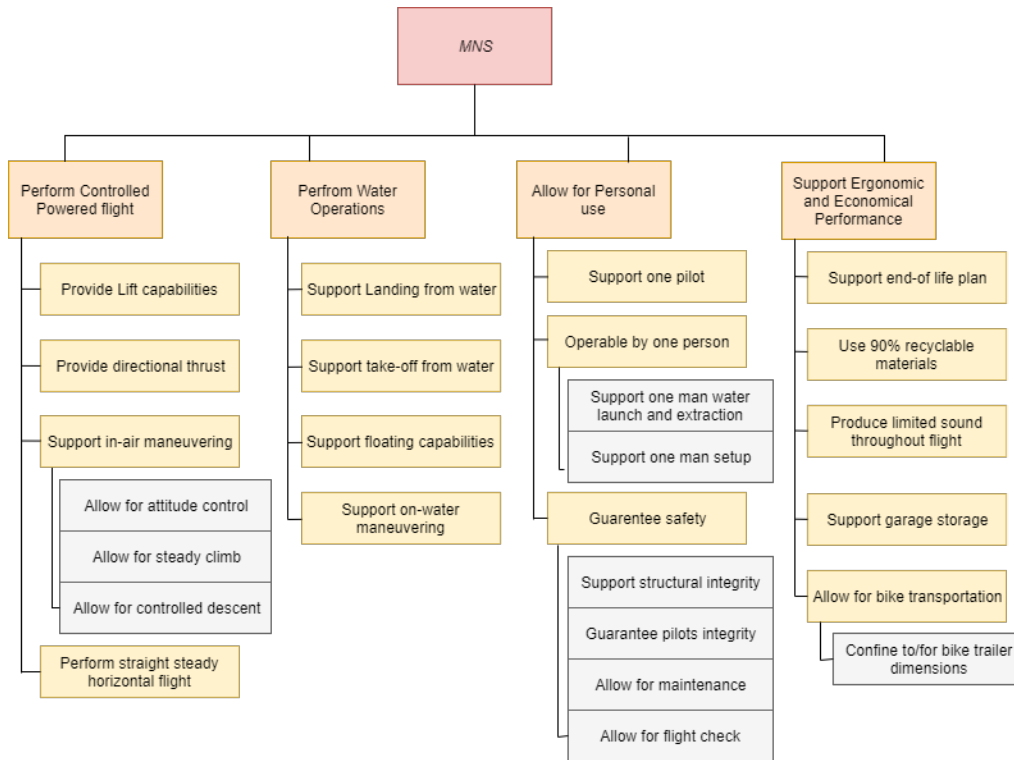 MNS
Perform Controlled
Powered flight
Provide Lift capabilities
Provide directional thrust
Support in-air maneuvering
Allow for attitude control
Allow for steady climb
Allow for controlled descent
Perform straight steady
horizontal flight
Perfrom Water
Operations
Support Landing from water
Support take-off from water
Support floating capabilities
Support on-water
maneuvering
Allow for Personal
use
Support one pilot
Operable by one person
Support one man water
launch and extraction
Support one man setup
Guarentee safety
Support structural integrity
Guarantee pilots integrity
Allow for maintenance
Allow for flight check
Support Ergonomic
and Economical
Performance
Support end-of life plan
Use 90% recyclable
materials
Produce limited sound
throughout flight
Support garage storage
Allow for bike transportation
Confine to/for bike trailer
dimensions